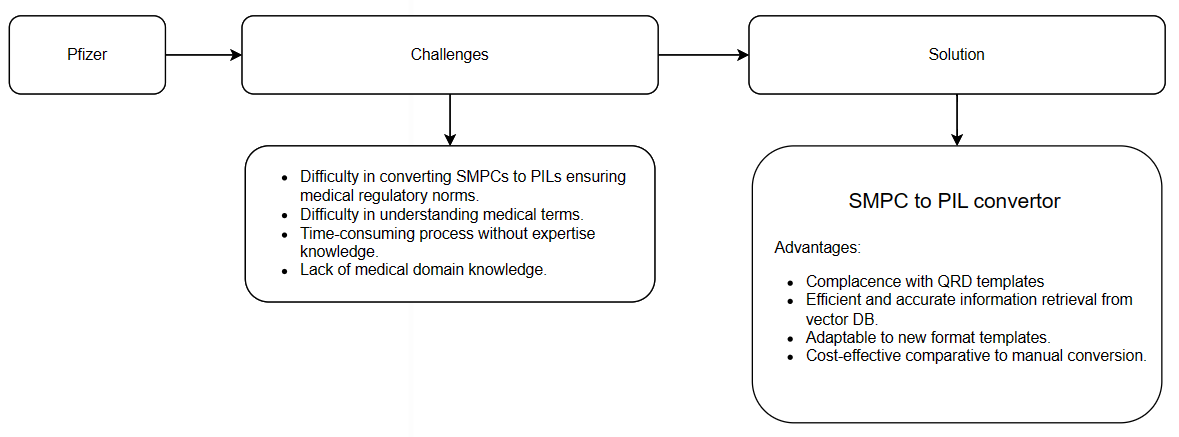 Pfizer
Challenges
Solution
• Difficulty in converting SMPCs to PILs ensuring
medical regulatory norms.
• Difficulty in understanding medical terms.
• Time-consuming process without expertise
knowledge.
• Lack of medical domain knowledge.
SMPC to PIL convertor
Advantages:
• Complacence with QRD templates
• Efficient and accurate information retrieval from
vector DB.
• Adaptable to new format templates.
• Cost-effective comparative to manual conversion.